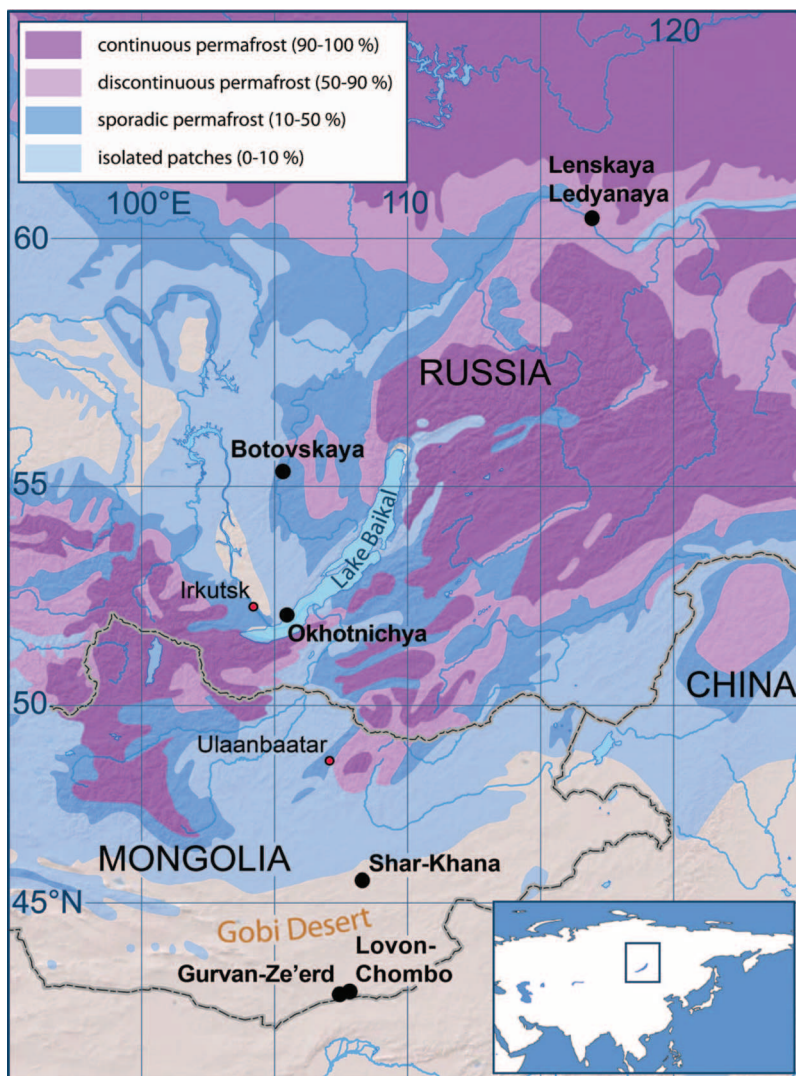 continuous permafrost (90-100 %)
discontinuous permafrost (50-90 %)
sporadic permafrost (10-50 %)
isolated patches (0-10 %)
120
100°E
110
Lenskaya
Ledyanaya
60
RUSSIA
Botovskaya
55
Lake Baikal
Irkutsk
Okhotnichya
CHINA
50
Ulaanbaatar
MONGOLIA
Shar-Khana
45°N
Gobi Desert
Lovon-
Chombo
Gurvan-Ze'erd